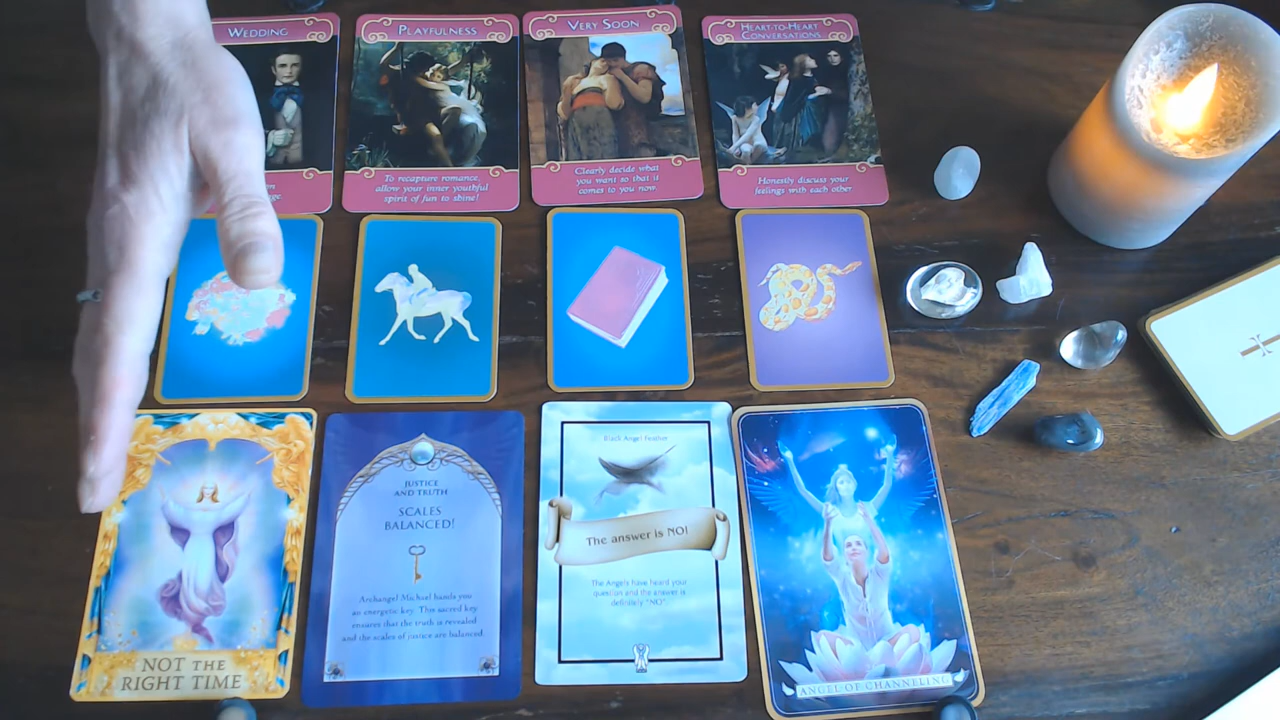 WEDDING
PLAYFULNESS
To recapture romance,
allow your inner youthful
spirit of fun to shine!
VERY SOON
Clearly decide what
you want so that it
comes to you now.
HEART-TO-HEART
CONVERSATIONS
Honestly discuss your
feelings with each other
NOT THE
RIGHT TIME
JUSTICE
AND TRUTH
SCALES
BALANCED!
Archangel Michael hands you
an energetic key. This sacred key
ensures that the truth is revealed
and the scales of justice are balanced.
Black Angel Feather
The answer is NO!
The Angels have heard your
question and the answer is
definitely "NO"
ANGEL OF CHANNELING